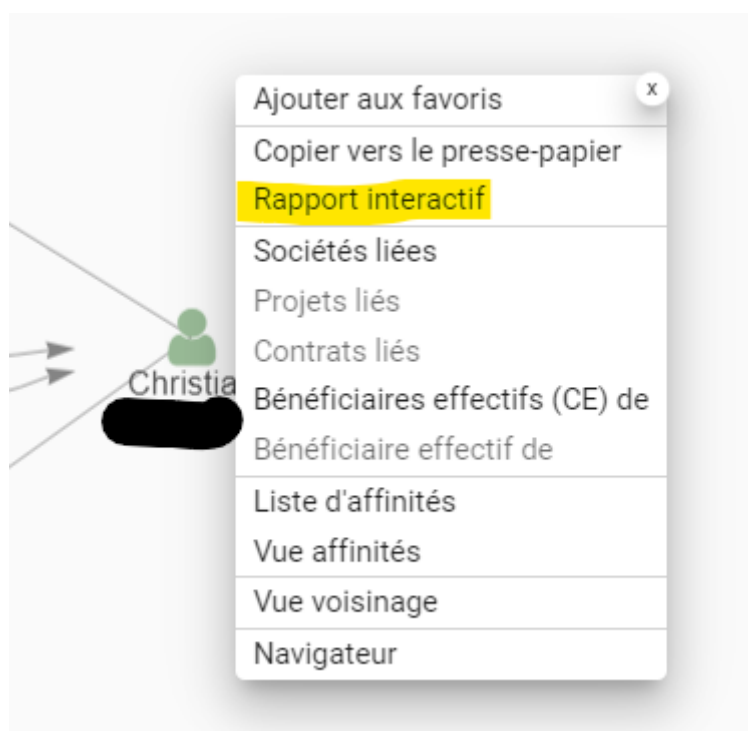 Ajouter aux favoris
x
Copier vers le presse-papier
Rapport interactif
Sociétés liées
Projets liés
Contrats liés
Christia
Bénéficiaires effectifs (CE) de
Bénéficiaire effectif de
Liste d'affinités
Vue affinités
Vue voisinage
Navigateur